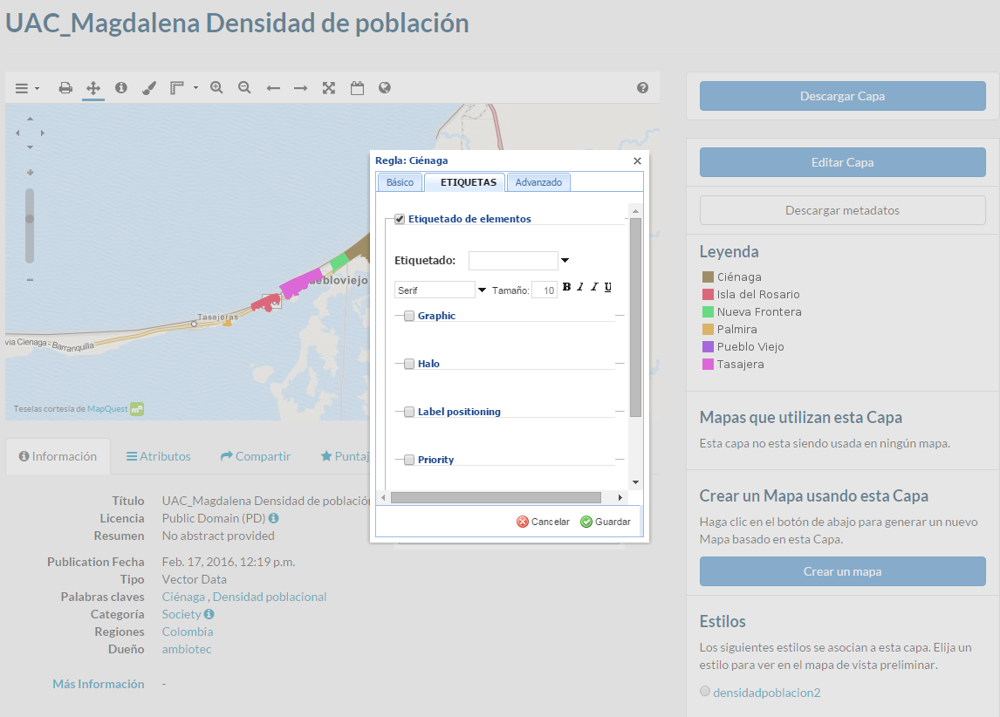 UAC_Magdalena Densidad de población
Descargar Capa
Editar Capa
Descargar metadatos
Leyenda
Ciénaga
Isla del Rosario
Nueva Frontera
Palmira
Pueblo Viejo
Tasajera
Mapas que utilizan esta Capa
Esta capa no esta siendo usada en ningún mapa.
Crear un Mapa usando esta Capa
Haga clic en el botón de abajo para generar un nuevo
Mapa basado en esta Capa.
Crear un mapa
Estilos
Los siguientes estilos se asocian a esta capa. Elija un
estilo para ver en el mapa de vista preliminar.
densidadpoblacion2
Regla: Ciénaga
Básico
ETIQUETAS
Avanzado
Etiquetado de elementos
Etiquetado:
Serif
Tamaño:
10
B I I U
Graphic
Halo
Label positioning
Priority
Cancelar
Guardar
uebloviejo
Tasajeras
via Cienaga - Barranquilla
Teselas cortesía de MapQuest
Información
Atributos
Compartir
Puntaj
Título UAC_Magdalena Densidad de población
Licencia Public Domain (PD)
Resumen No abstract provided
Publication Fecha Feb. 17, 2016, 12:19 p.m.
Tipo Vector Data
Palabras claves Ciénaga , Densidad poblacional
Categoría Society
Regiones Colombia
Dueño ambiotec
Más Información -